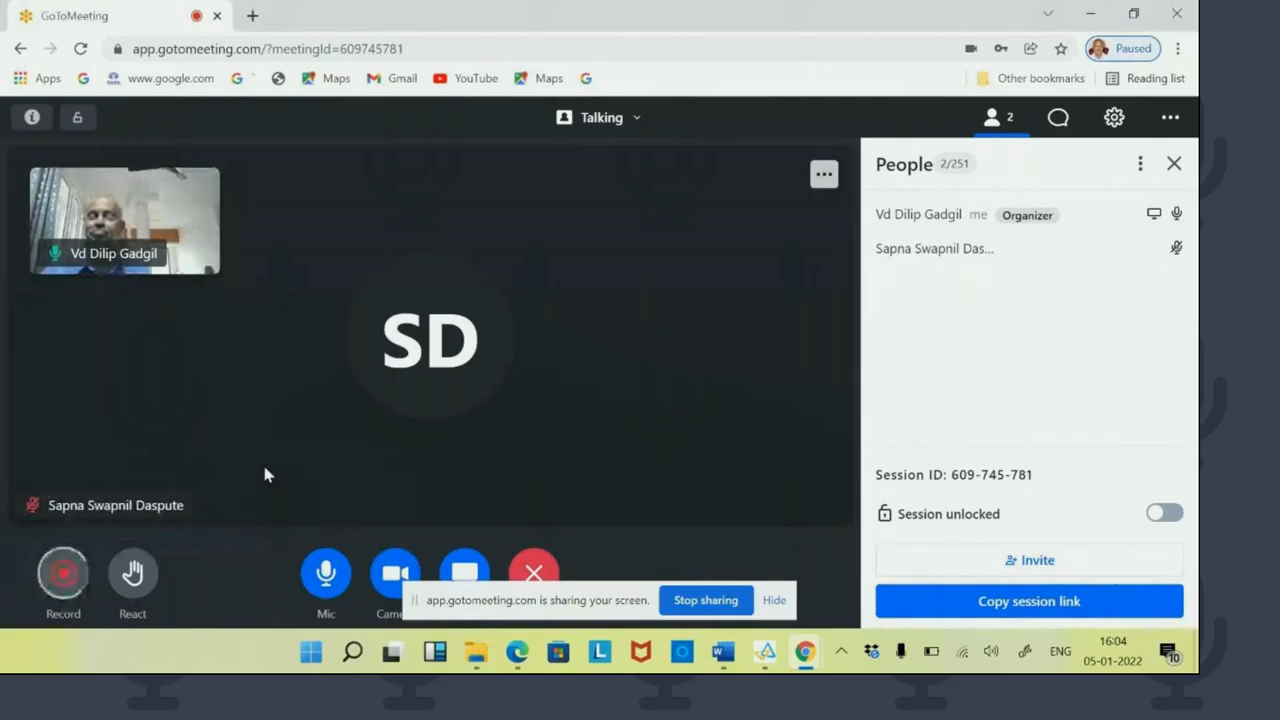 GoToMeeting
app.gotomeeting.com/?meetingId=609745781
Paused
Apps
www.google.com
Maps
Gmail
YouTube
Maps
Other bookmarks
Reading list
Talking
2
People 2/251
Vd Dilip Gadgil me Organizer
Sapna Swapnil Das...
Vd Dilip Gadgil
SD
Sapna Swapnil Daspute
Session ID: 609-745-781
Session unlocked
Invite
Copy session link
Record
React
Mic
Came
app.gotomeeting.com is sharing your screen.
Stop sharing
Hide
ENG
16:04
05-01-2022
10